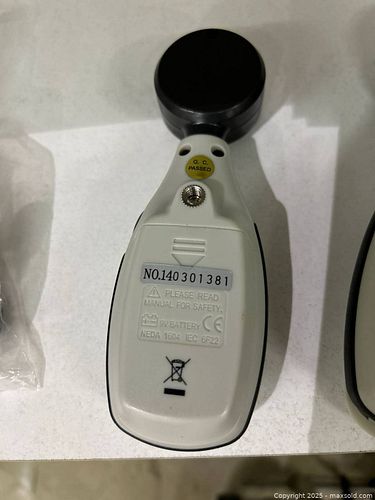 Q. C.
PASSED
NO.140301381
PLEASE READ
MANUAL FOR SAFETY.
9V BATTERY CE
NEDA 1604 IEC 6F22
Copyright 2025 - maxsold.com